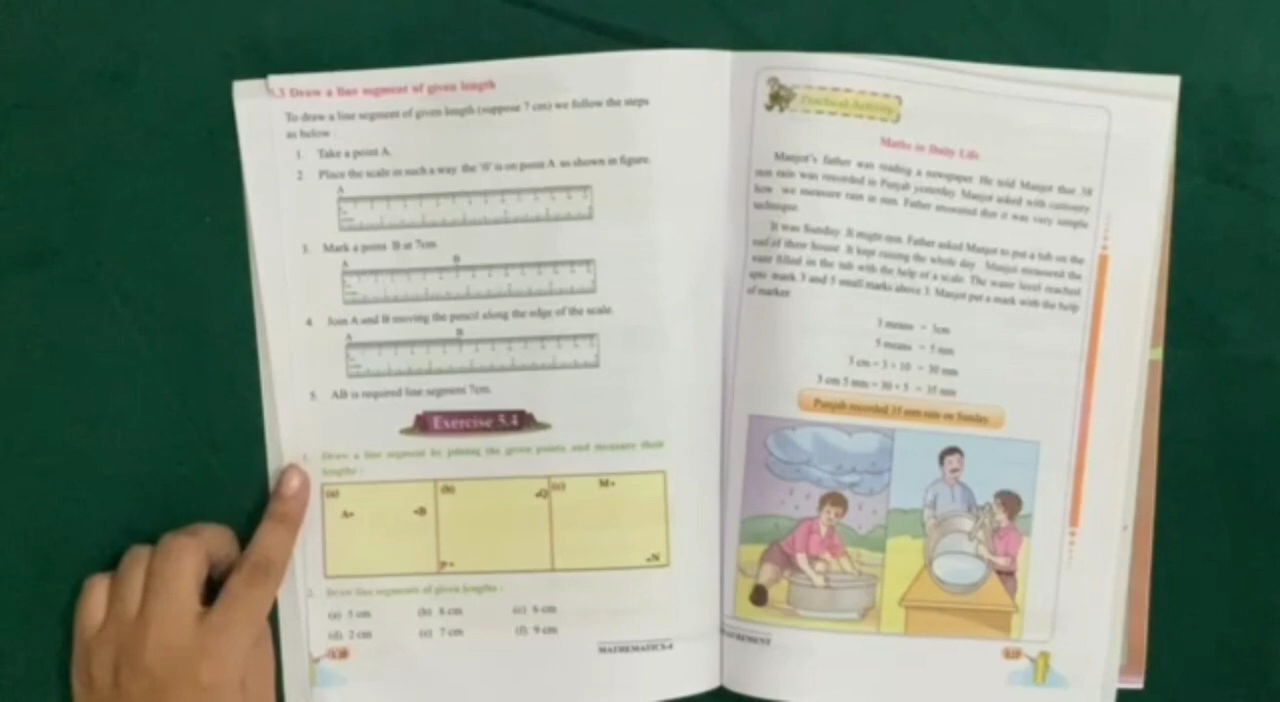 .3 Draw a line segment of given length
To draw a line segment of given length (suppose 7 cm) we follow the steps
as below :
1. Take a point A.
2. Place the scale in such a way the '0' is on point A as shown in figure.
A
3. Mark a point B at 7cm.
A B
4. Join A and B moving the pencil along the edge of the scale.
A B
5. AB is required line segment 7cm.
Exercise 5.4
1. Draw a line segment by joining the given points and measure their
lengths :
(a) (b) (c)
A B Q P M N
2. Draw line segments of given lengths :
(a) 5 cm (b) 8 cm (c) 6 cm
(d) 2 cm (e) 7 cm (f) 9 cm
MATHEMATICS-4
Practical Activity
Maths in Daily Life
Manjot's father was reading a newspaper. He told Manjot that 38
mm rain was recorded in Punjab yesterday. Manjot asked with curiosity
how we measure rain in mm. Father answered that it was very simple
technique.
It was Sunday. It might rain. Father asked Manjot to put a tub on the
end of there house. It kept raining the whole day. Manjot measured the
water filled in the tub with the help of a scale. The water level reached
upto mark 3 and 5 small marks above 3. Manjot put a mark with the help
of marker.
3 means = 3cm
5 means = 5 mm
3 cm = 3 × 10 = 30 mm
3 cm 5 mm = 30 + 5 = 35 mm
Punjab recorded 35 mm rain on Sunday.